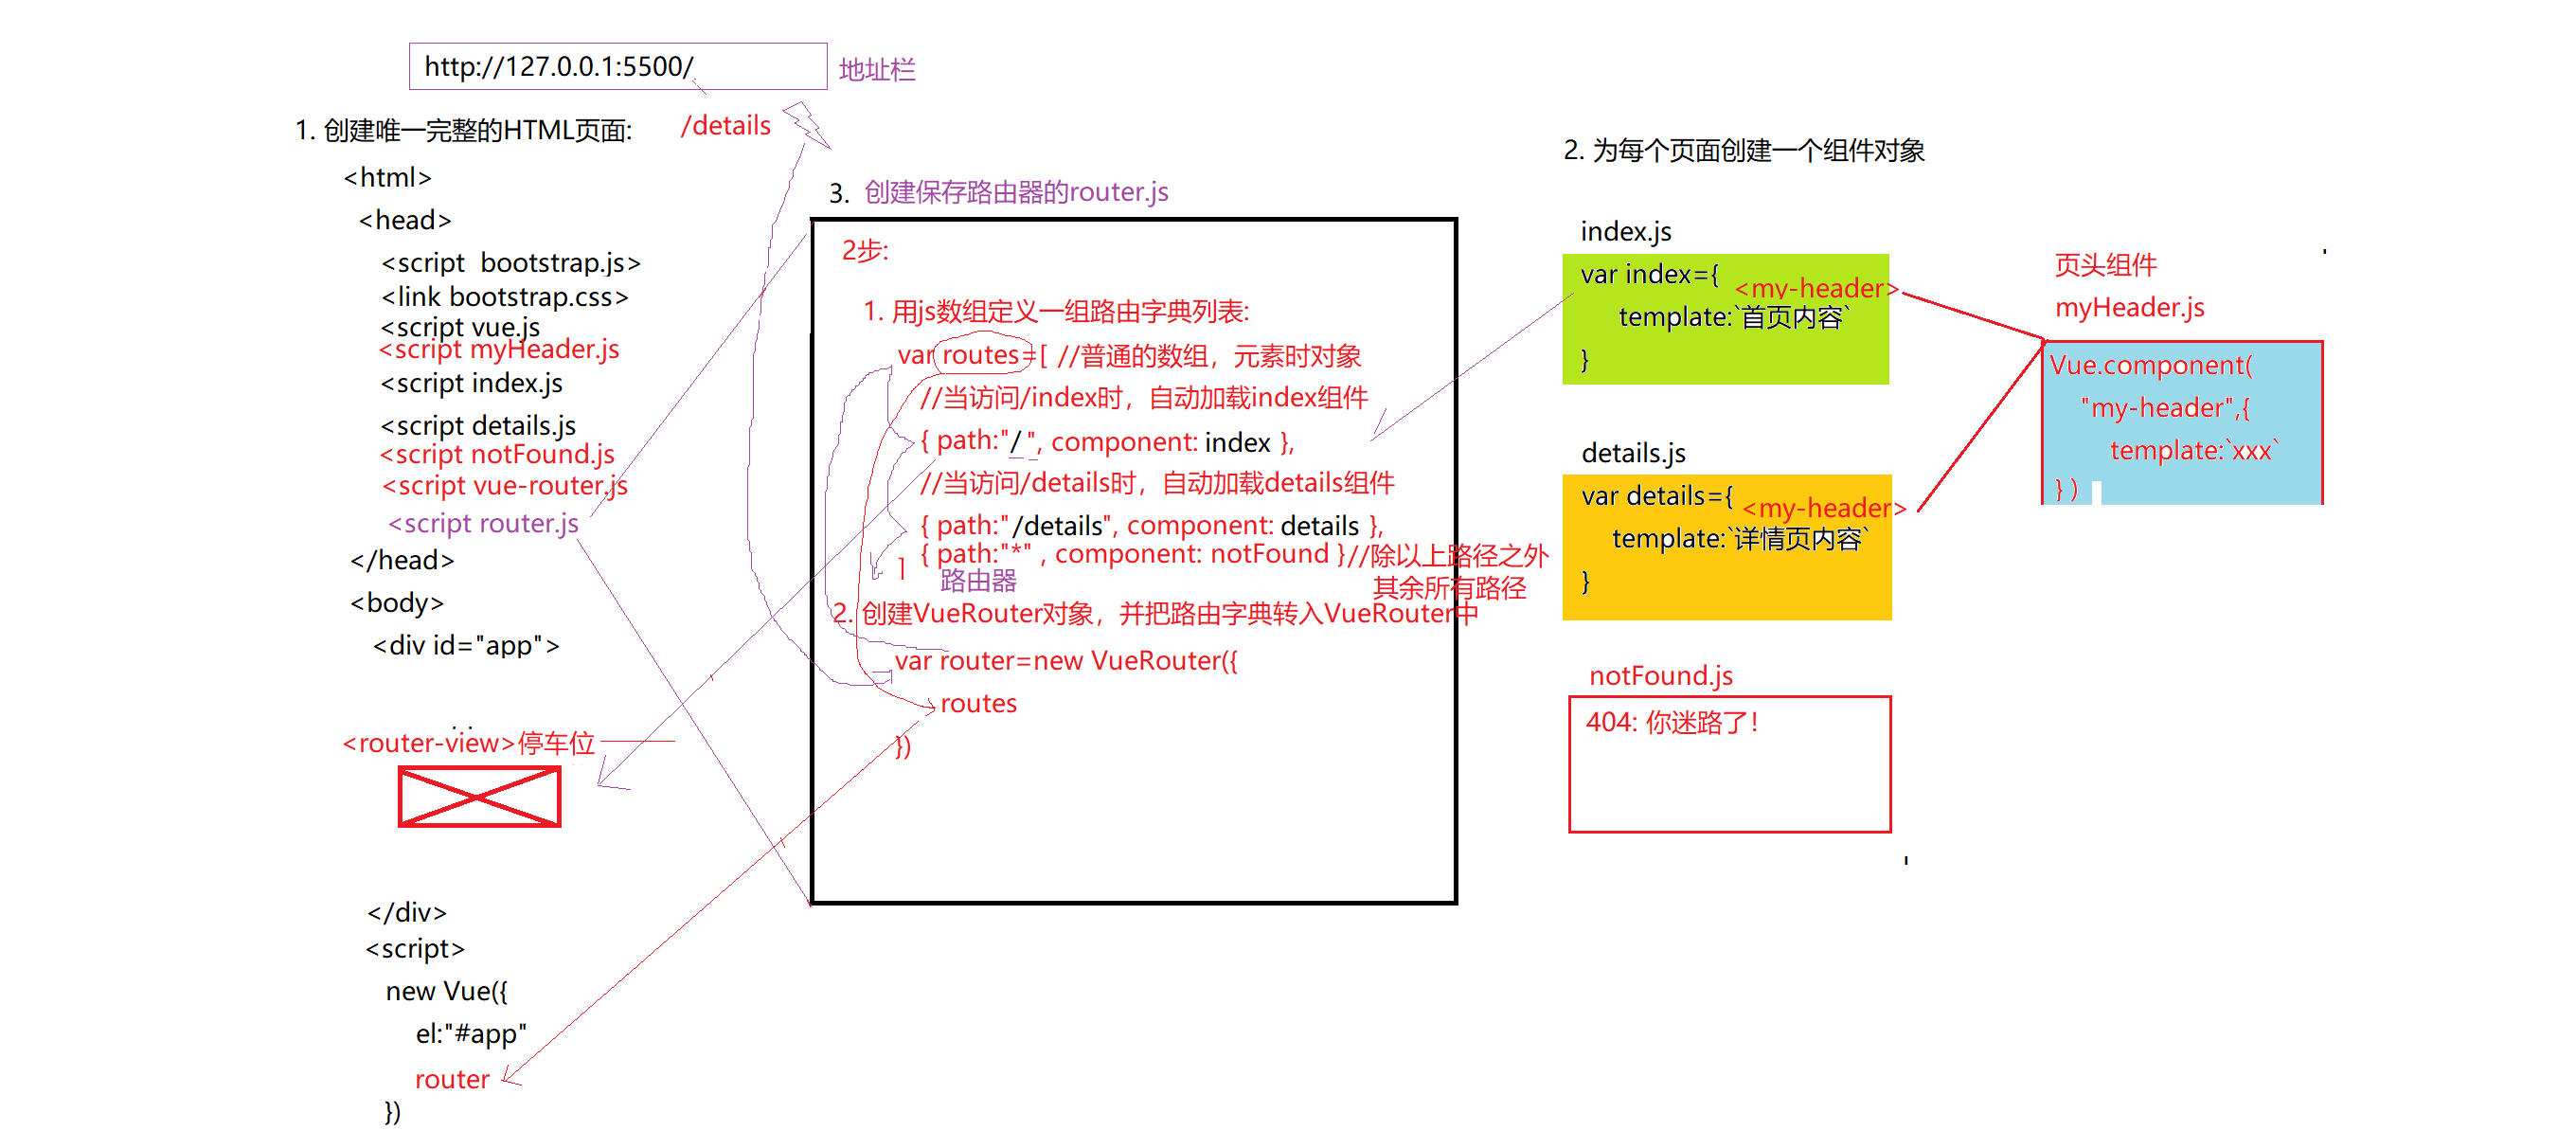 http://127.0.0.1:5500/
地址栏
/details
1. 创建唯一完整的HTML页面:
<html>
<head>
<script  bootstrap.js>
<link bootstrap.css>
<script vue.js
<script myHeader.js
<script index.js
<script details.js
<script notFound.js
<script vue-router.js
<script router.js
</head>
<body>
<div id="app">
<router-view>停车位
</div>
<script>
new Vue({
el:"#app"
router
})
3. 创建保存路由器的router.js
2步:
1. 用js数组定义一组路由字典列表:
var routes=[ //普通的数组，元素时对象
//当访问/index时，自动加载index组件
{ path:"/ ", component: index },
//当访问/details时，自动加载details组件
{ path:"/details", component: details },
{ path:"*" , component: notFound }//除以上路径之外
其余所有路径
]
路由器
2. 创建VueRouter对象，并把路由字典转入VueRouter中
var router=new VueRouter({
routes
})
2. 为每个页面创建一个组件对象
index.js
var index={
<my-header>
template:`首页内容`
}
details.js
var details={
<my-header>
template:`详情页内容`
}
notFound.js
404: 你迷路了！
页头组件
myHeader.js
Vue.component(
"my-header",{
template:`xxx`
} )